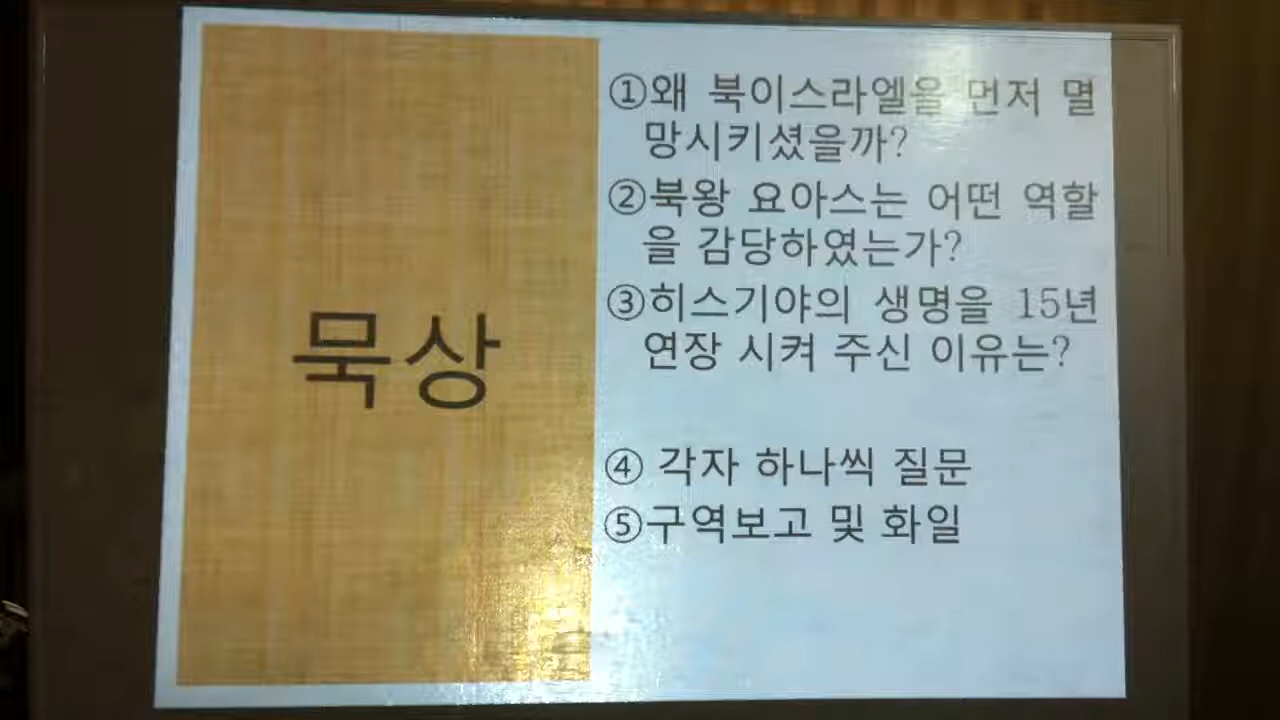 묵상
①왜 북이스라엘을 먼저 멸
망시키셨을까?
②북왕 요아스는 어떤 역할
을 감당하였는가?
③히스기야의 생명을 15년
연장 시켜 주신 이유는?
④ 각자 하나씩 질문
⑤구역보고 및 화일